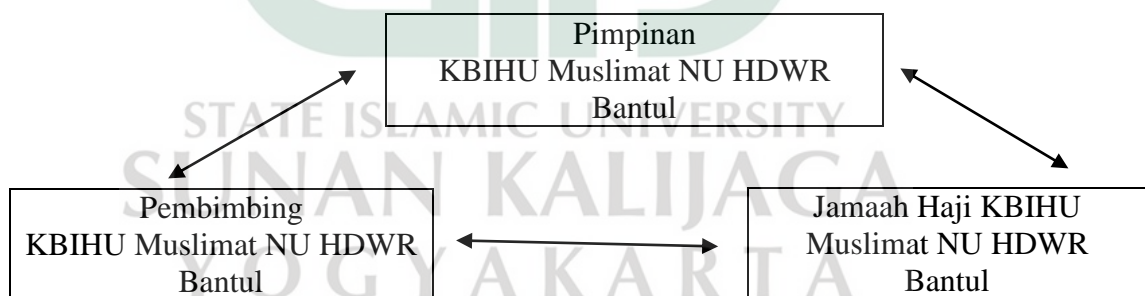 Pimpinan
KBIHU Muslimat NU HDWR
Bantul
STATE ISLAMIC UNIVERSITY
SUNAN KALIJAGA
YOGYAKARTA
Pembimbing
KBIHU Muslimat NU HDWR
Bantul
Jamaah Haji KBIHU
Muslimat NU HDWR
Bantul